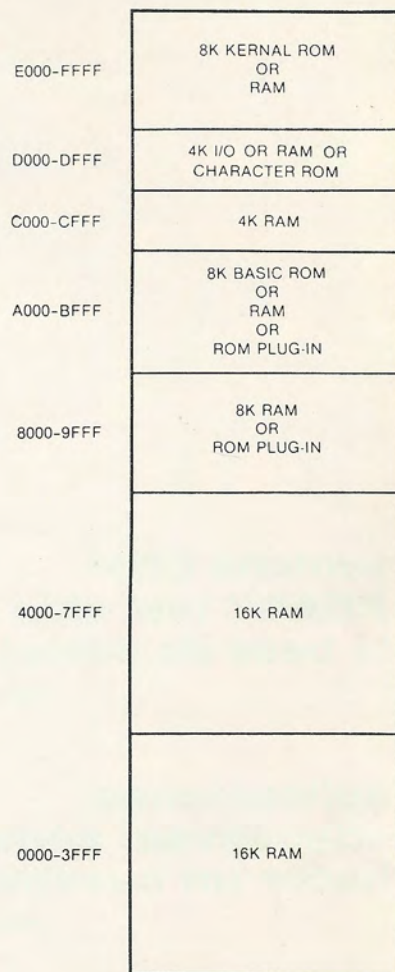 E000-FFFF
8K KERNAL ROM
OR
RAM
D000-DFFF
4K I/O OR RAM OR
CHARACTER ROM
C000-CFFF
4K RAM
A000-BFFF
8K BASIC ROM
OR
RAM
OR
ROM PLUG-IN
8000-9FFF
8K RAM
OR
ROM PLUG-IN
4000-7FFF
16K RAM
0000-3FFF
16K RAM